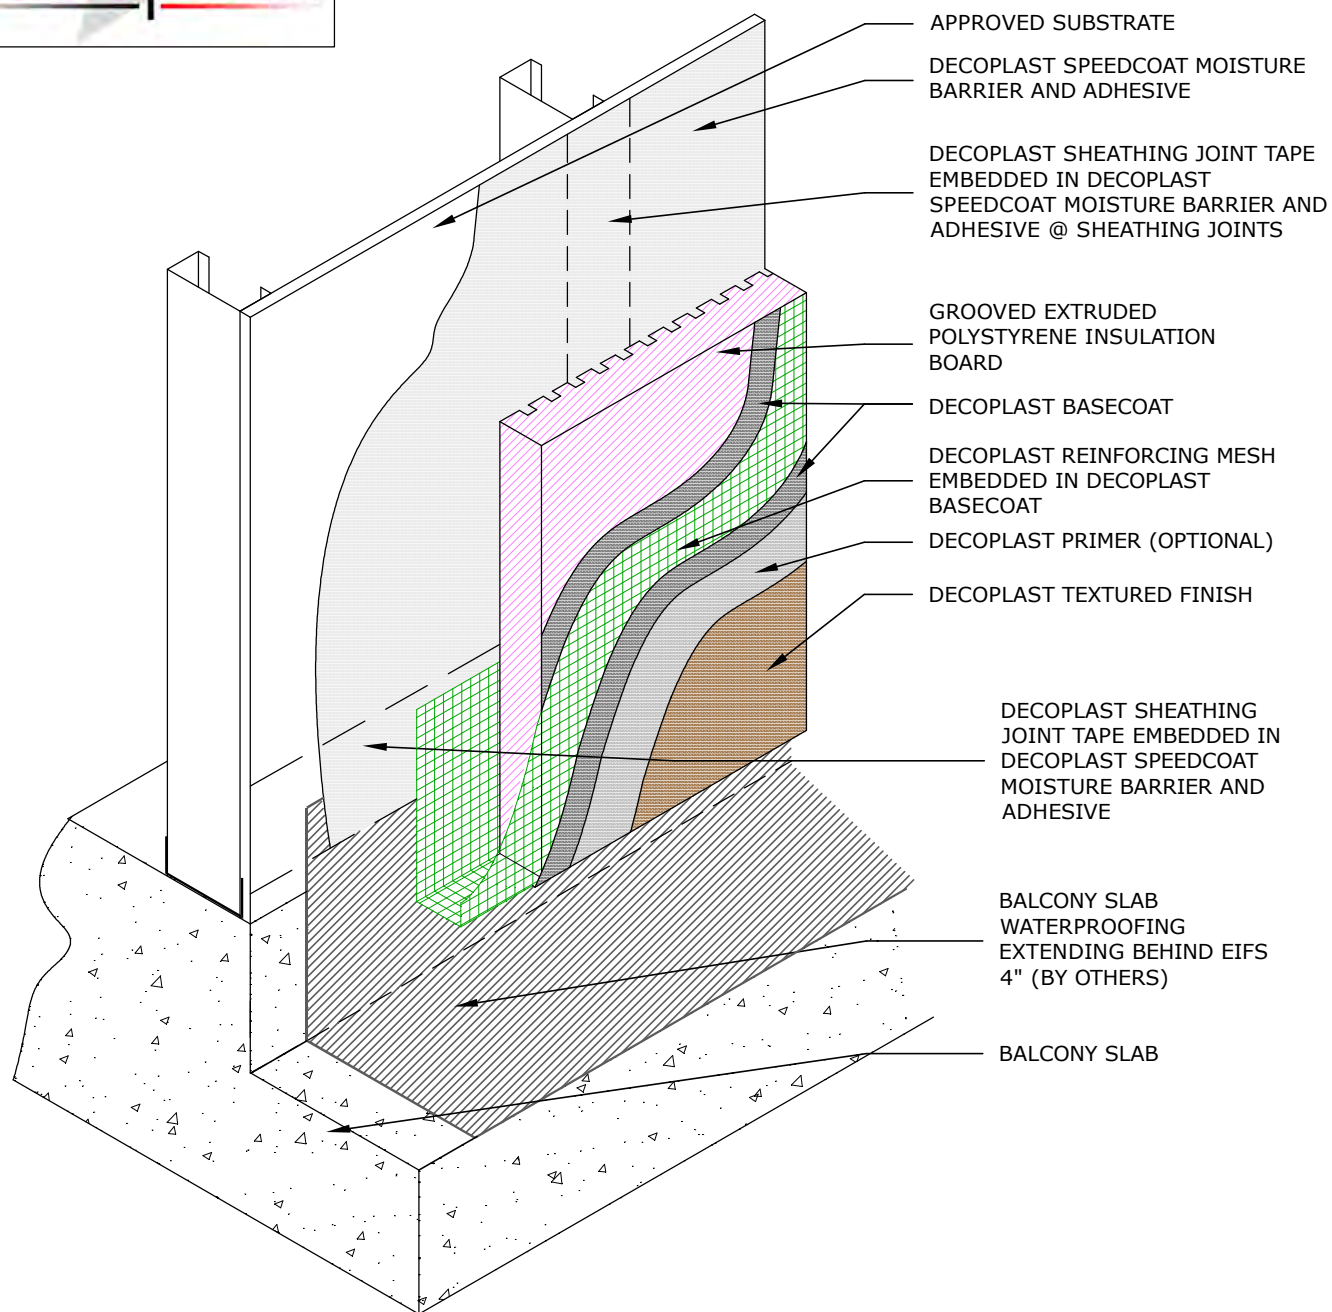 APPROVED SUBSTRATE
DECOPLAST SPEEDCOAT MOISTURE
BARRIER AND ADHESIVE
DECOPLAST SHEATHING JOINT TAPE
EMBEDDED IN DECOPLAST
SPEEDCOAT MOISTURE BARRIER AND
ADHESIVE @ SHEATHING JOINTS
GROOVED EXTRUDED
POLYSTYRENE INSULATION
BOARD
DECOPLAST BASECOAT
DECOPLAST REINFORCING MESH
EMBEDDED IN DECOPLAST
BASECOAT
DECOPLAST PRIMER (OPTIONAL)
DECOPLAST TEXTURED FINISH
DECOPLAST SHEATHING
JOINT TAPE EMBEDDED IN
DECOPLAST SPEEDCOAT
MOISTURE BARRIER AND
ADHESIVE
BALCONY SLAB
WATERPROOFING
EXTENDING BEHIND EIFS
4" (BY OTHERS)
BALCONY SLAB